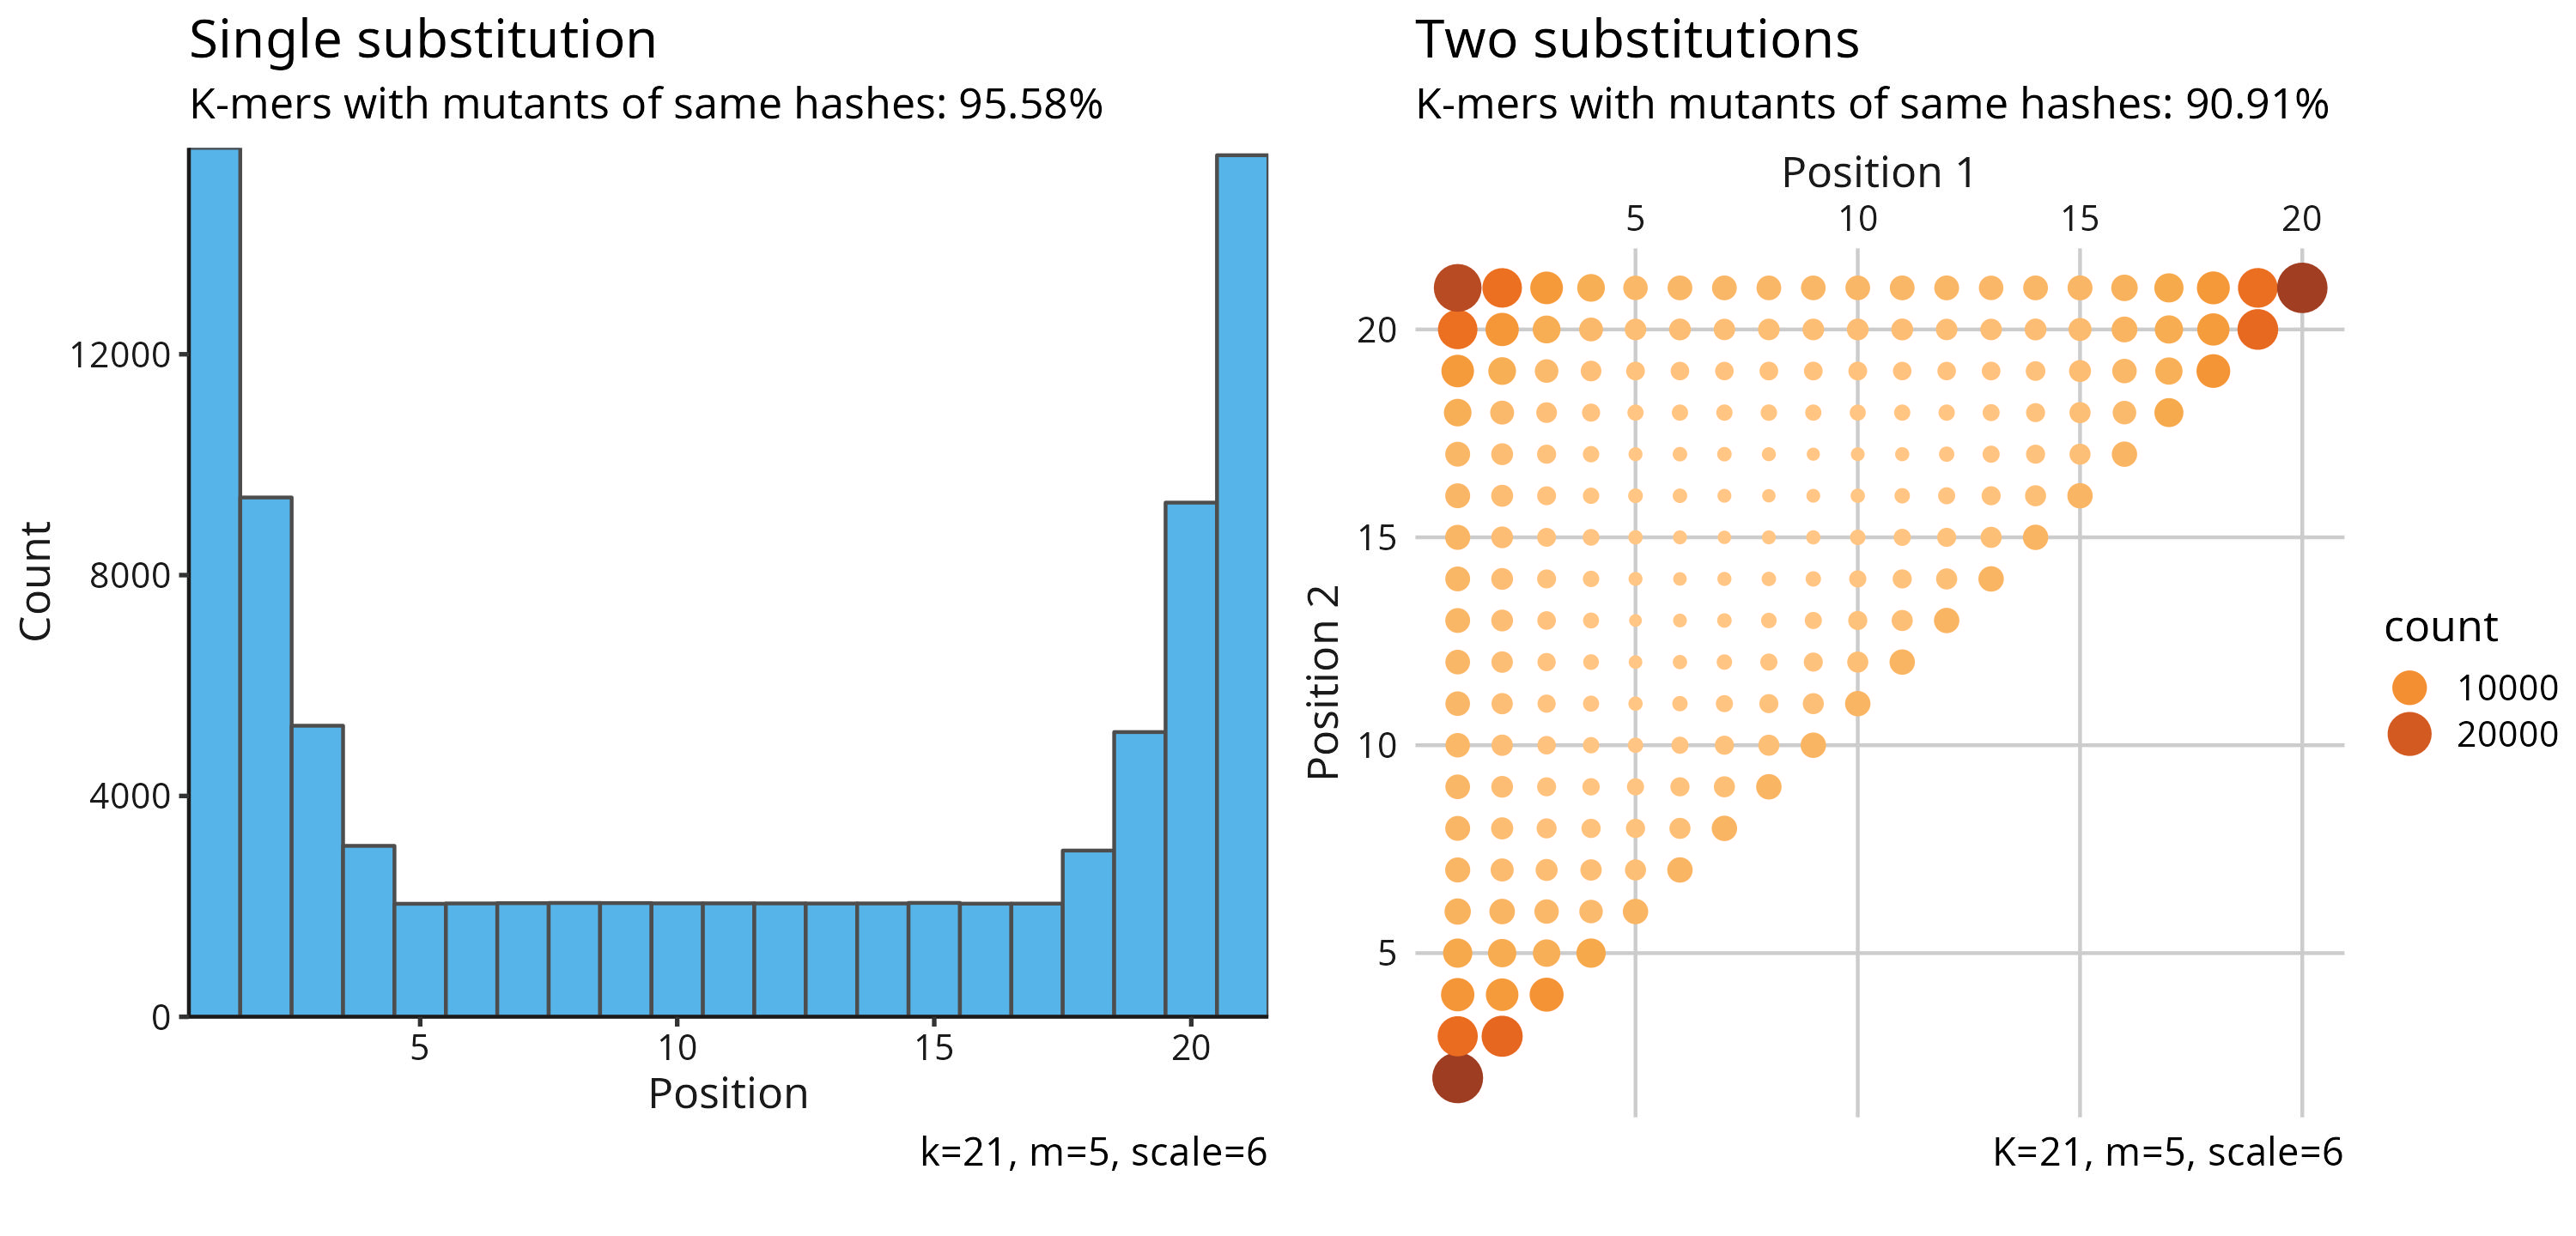 Single substitution
K-mers with mutants of same hashes: 95.58%
12000
8000
4000
0
Count
5 10 15 20
Position
k=21, m=5, scale=6
Two substitutions
K-mers with mutants of same hashes: 90.91%
Position 1
5 10 15 20
20
15
10
5
Position 2
count
10000
20000
K=21, m=5, scale=6